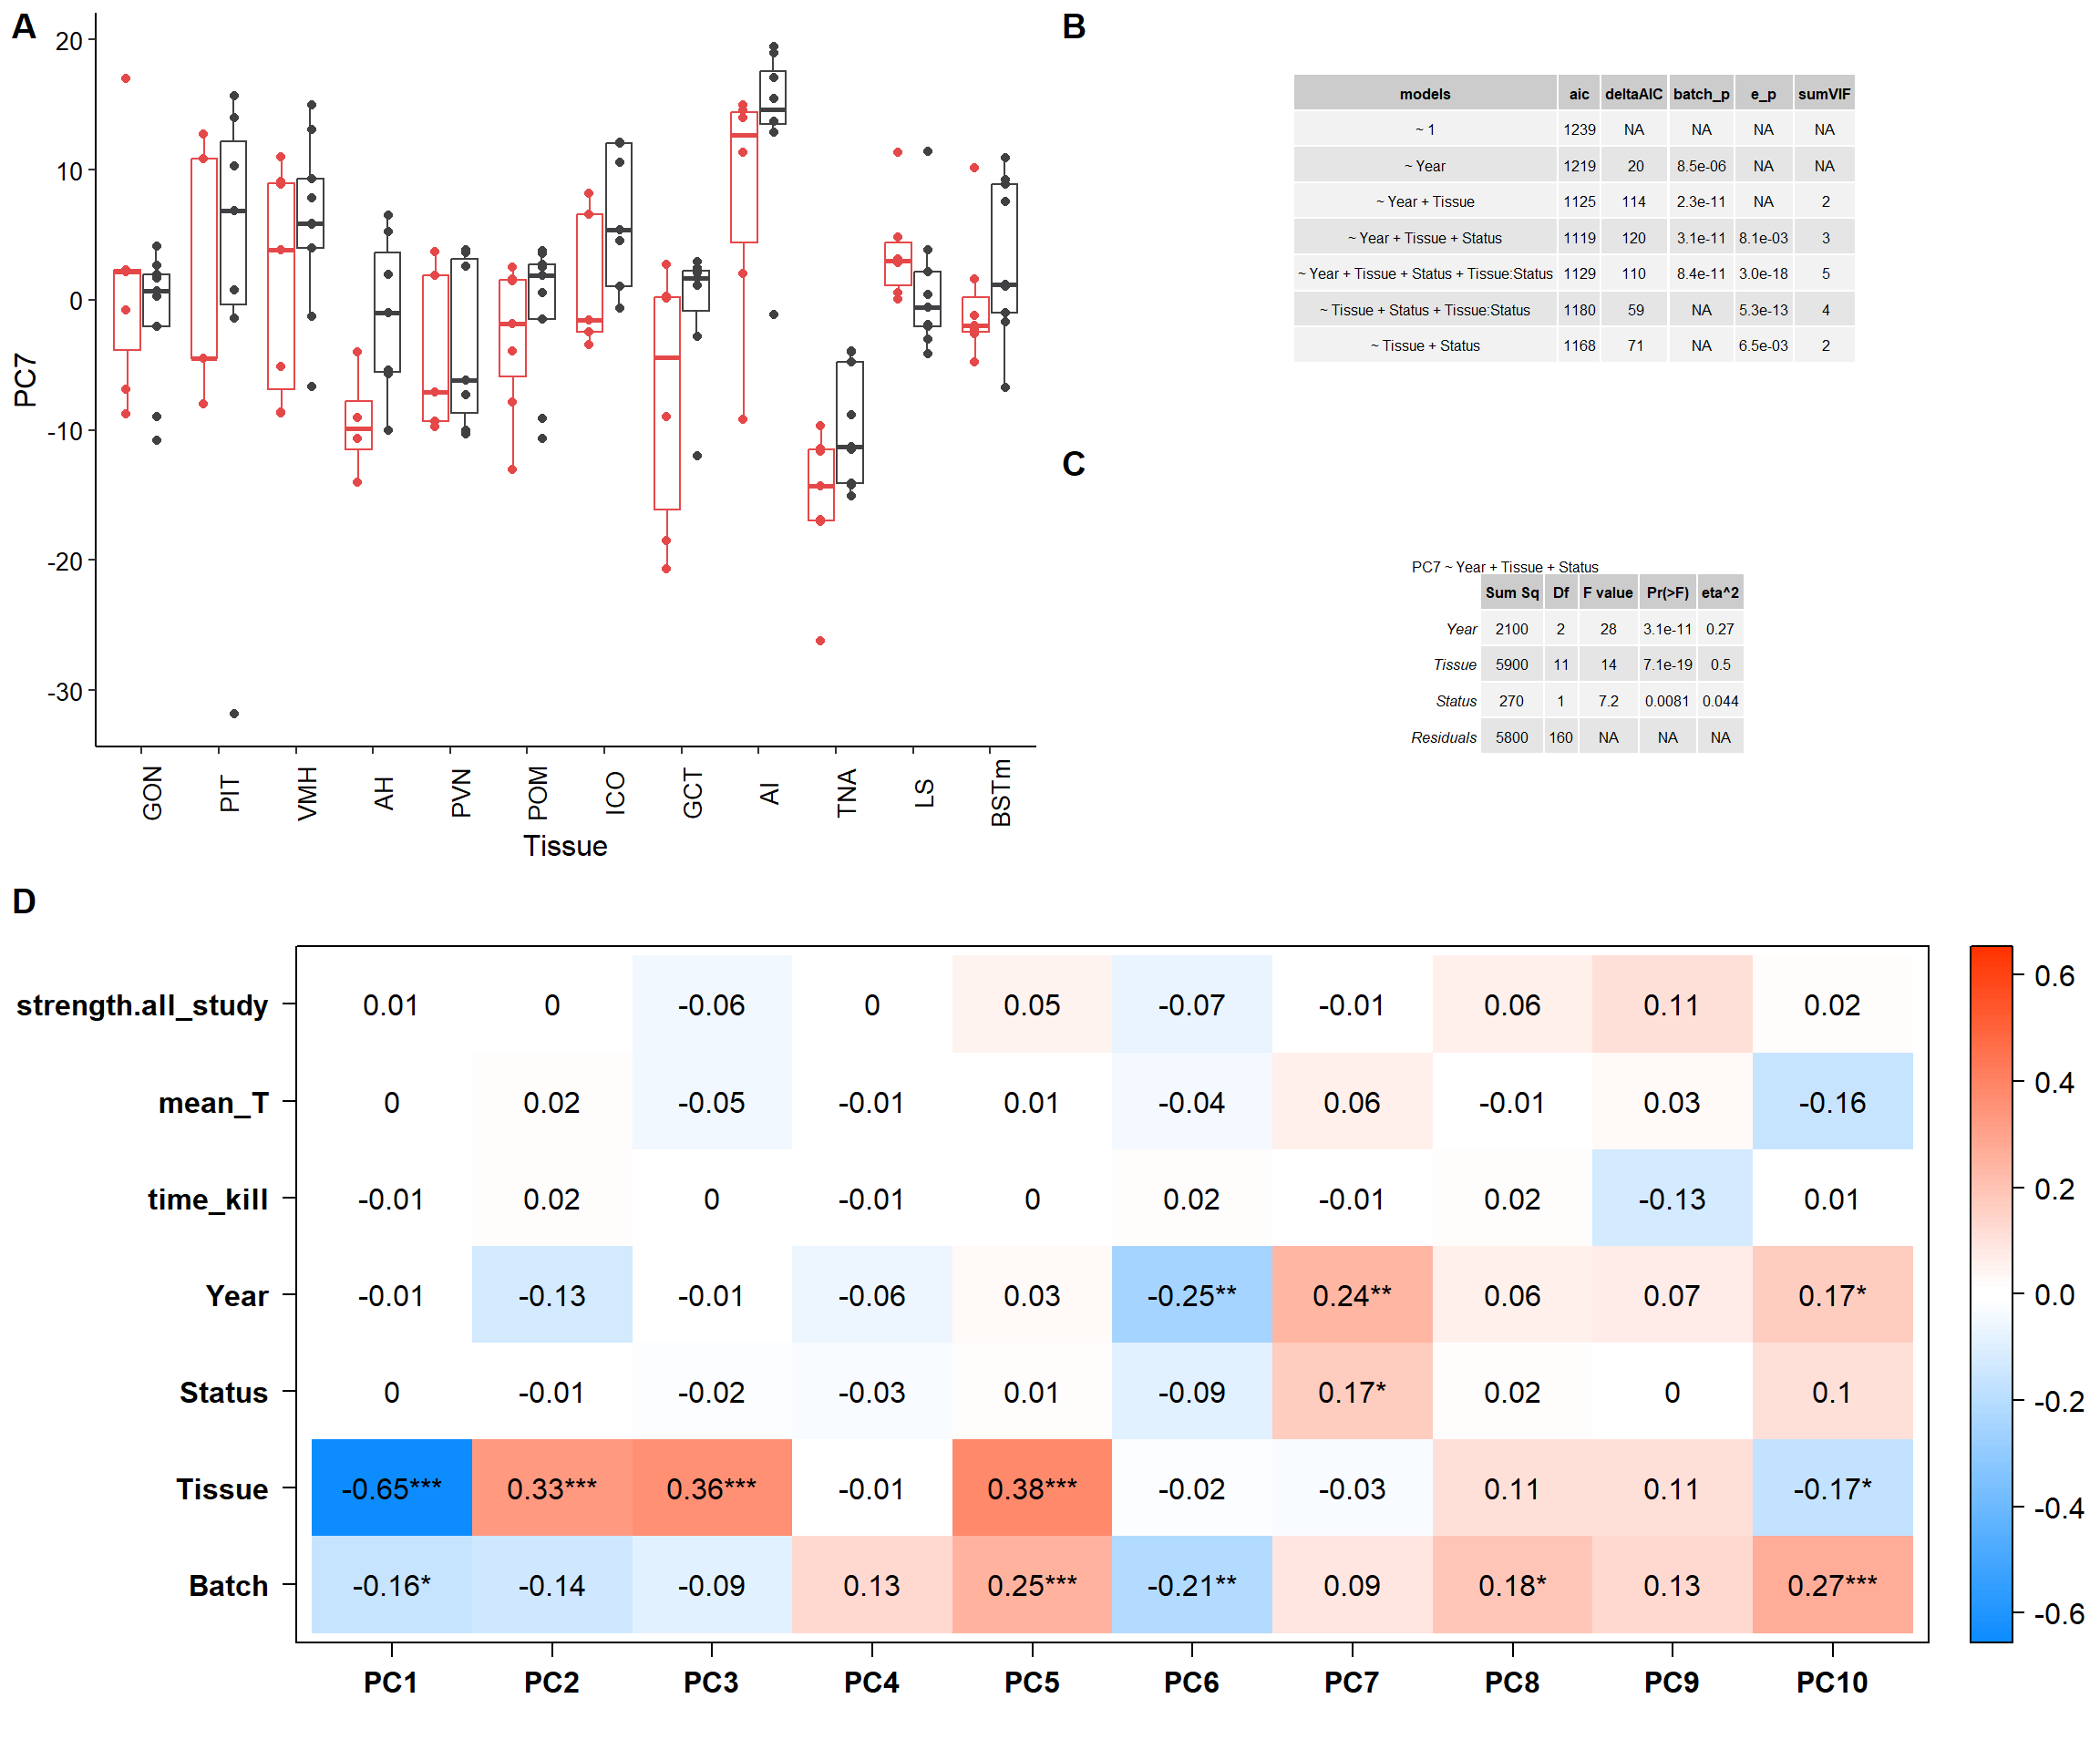 A
20
10
0
-10
-20
-30
PC7
GON PIT VMH AH PVN POM ICO GCT AI TNA LS BSTm
Tissue
B
models aic deltaAIC batch_p e_p sumVIF
~ 1 1239 NA NA NA NA
~ Year 1219 20 8.5e-06 NA NA
~ Year + Tissue 1125 114 2.3e-11 NA 2
~ Year + Tissue + Status 1119 120 3.1e-11 8.1e-03 3
~ Year + Tissue + Status + Tissue:Status 1129 110 8.4e-11 3.0e-18 5
~ Tissue + Status + Tissue:Status 1180 59 NA 5.3e-13 4
~ Tissue + Status 1168 71 NA 6.5e-03 2
C
PC7 ~ Year + Tissue + Status
Sum Sq Df F value Pr(>F) eta^2
Year 2100 2 28 3.1e-11 0.27
Tissue 5900 11 14 7.1e-19 0.5
Status 270 1 7.2 0.0081 0.044
Residuals 5800 160 NA NA NA
D
strength.all_study 0.01 0 -0.06 0 0.05 -0.07 -0.01 0.06 0.11 0.02
mean_T 0 0.02 -0.05 -0.01 0.01 -0.04 0.06 -0.01 0.03 -0.16
time_kill -0.01 0.02 0 -0.01 0 0.02 -0.01 0.02 -0.13 0.01
Year -0.01 -0.13 -0.01 -0.06 0.03 -0.25** 0.24** 0.06 0.07 0.17*
Status 0 -0.01 -0.02 -0.03 0.01 -0.09 0.17* 0.02 0 0.1
Tissue -0.65*** 0.33*** 0.36*** -0.01 0.38*** -0.02 -0.03 0.11 0.11 -0.17*
Batch -0.16* -0.14 -0.09 0.13 0.25*** -0.21** 0.09 0.18* 0.13 0.27***
PC1 PC2 PC3 PC4 PC5 PC6 PC7 PC8 PC9 PC10
0.6
0.4
0.2
0.0
-0.2
-0.4
-0.6